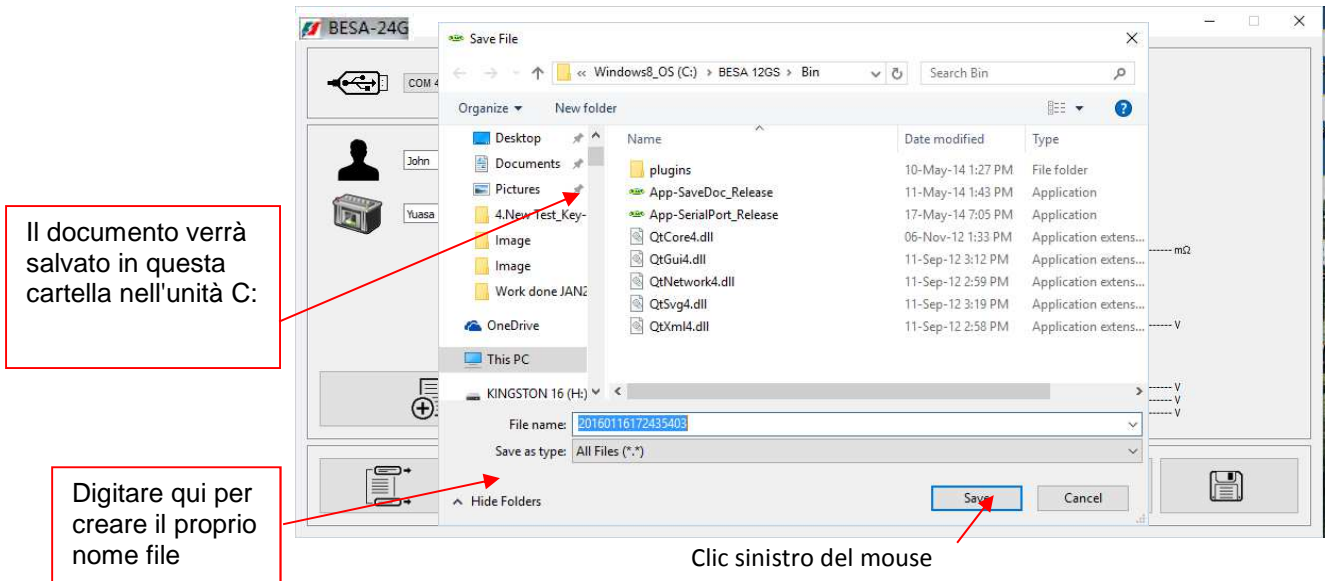 BESA-24G
Save File
COM 4
« Windows8_OS (C:) › BESA 12GS › Bin
Search Bin
Organize
New folder
Desktop
Documents
Pictures
4.New Test_Key-
Image
Image
Work done JAN2
OneDrive
This PC
KINGSTON 16 (H:)
Name
Date modified
Type
plugins
10-May-14 1:27 PM
File folder
App-SaveDoc_Release
11-May-14 1:43 PM
Application
App-SerialPort_Release
17-May-14 7:05 PM
Application
QtCore4.dll
06-Nov-12 1:33 PM
Application extens...
QtGui4.dll
11-Sep-12 3:12 PM
Application extens...
QtNetwork4.dll
11-Sep-12 2:59 PM
Application extens...
QtSvg4.dll
11-Sep-12 3:19 PM
Application extens...
QtXml4.dll
11-Sep-12 2:58 PM
Application extens...
John
Yuasa
------ mΩ
------ V
------ V
------ V
------ V
File name:
20160116172435403
Save as type:
All Files (*.*)
Hide Folders
Save
Cancel
Il documento verrà
salvato in questa
cartella nell'unità C:
Digitare qui per
creare il proprio
nome file
Clic sinistro del mouse